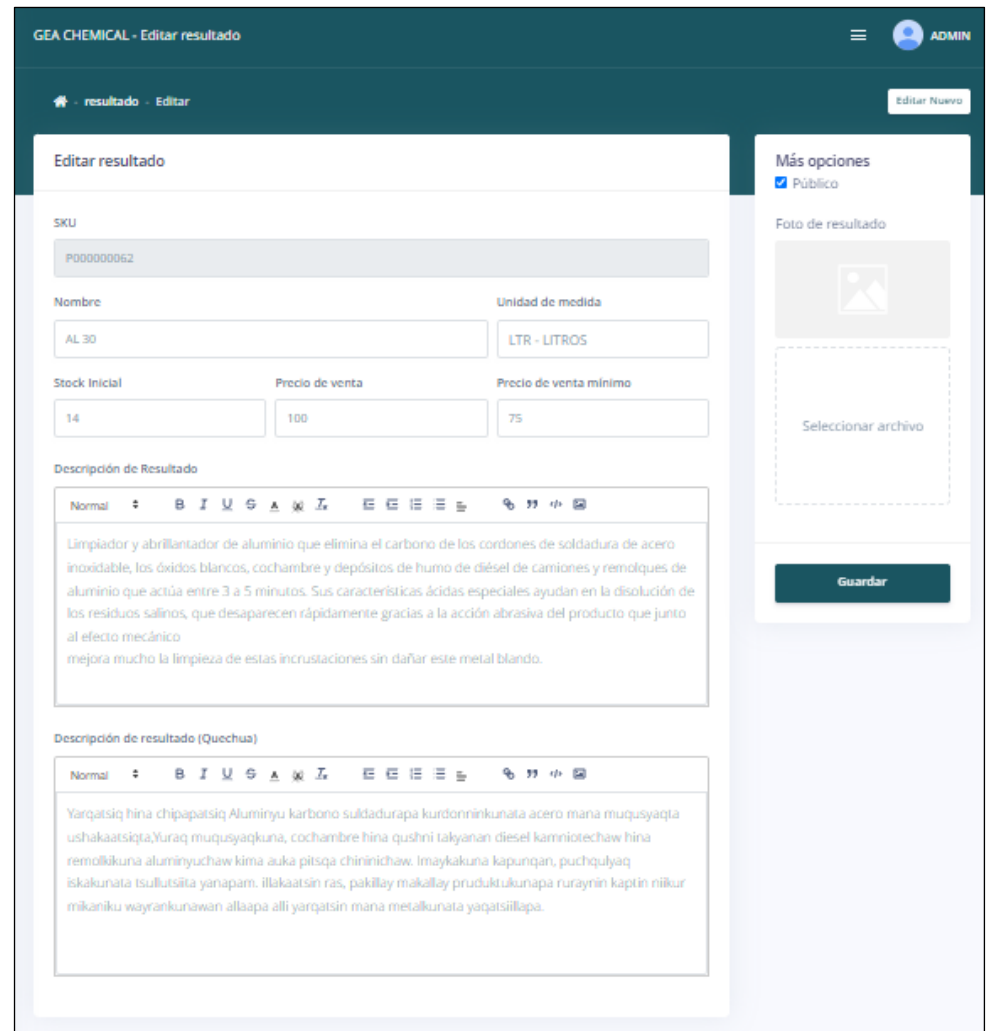 GEA CHEMICAL - Editar resultado
ADMIN
- resultado - Editar
Editar Nuevo
Editar resultado
SKU
P000000062
Nombre
Unidad de medida
AL 30
LTR - LITROS
Stock Inicial
Precio de venta
Precio de venta mínimo
14
100
75
Descripción de Resultado
Normal
Limpiador y abrillantador de aluminio que elimina el carbono de los cordones de soldadura de acero
inoxidable, los óxidos blancos, cochambre y depósitos de humo de diésel de camiones y remolques de
aluminio que actúa entre 3 a 5 minutos. Sus características ácidas especiales ayudan en la disolución de
los residuos salinos, que desaparecen rápidamente gracias a la acción abrasiva del producto que junto
al efecto mecánico
mejora mucho la limpieza de estas incrustaciones sin dañar este metal blando.
Descripción de resultado (Quechua)
Normal
Yarqatsiq hina chipapatsiq Aluminyu karbono suldadurapa kurdonninkunata acero mana muqusyaqta
ushakaatsiqta,Yuraq muqusyaqkuna, cochambre hina qushni takyanan diesel kamniotechaw hina
remolkikuna aluminyuchaw kima auka pitsqa chininichaw. Imaykakuna kapunqan, puchqulyaq
iskakunata tsullutsiita yanapam. illakaatsin ras, pakillay makallay pruduktukunapa ruraynin kaptin niikur
mikaniku wayrankunawan allaapa alli yarqatsin mana metalkunata yaqatsiillapa.
Más opciones
Público
Foto de resultado
Seleccionar archivo
Guardar